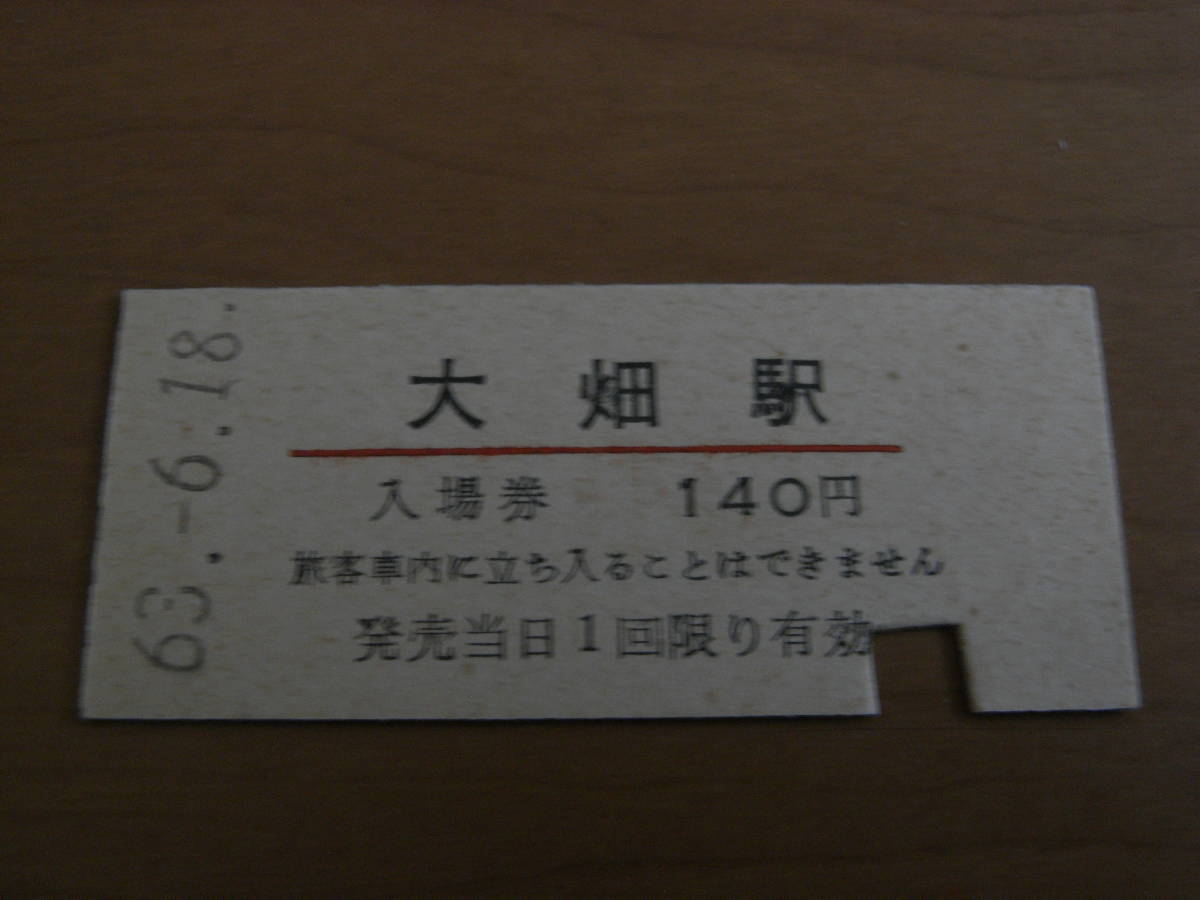 63.-6.18.
大畑駅
入場券 140円
旅客車内に立ち入ることはできません
発売当日1回限り有効